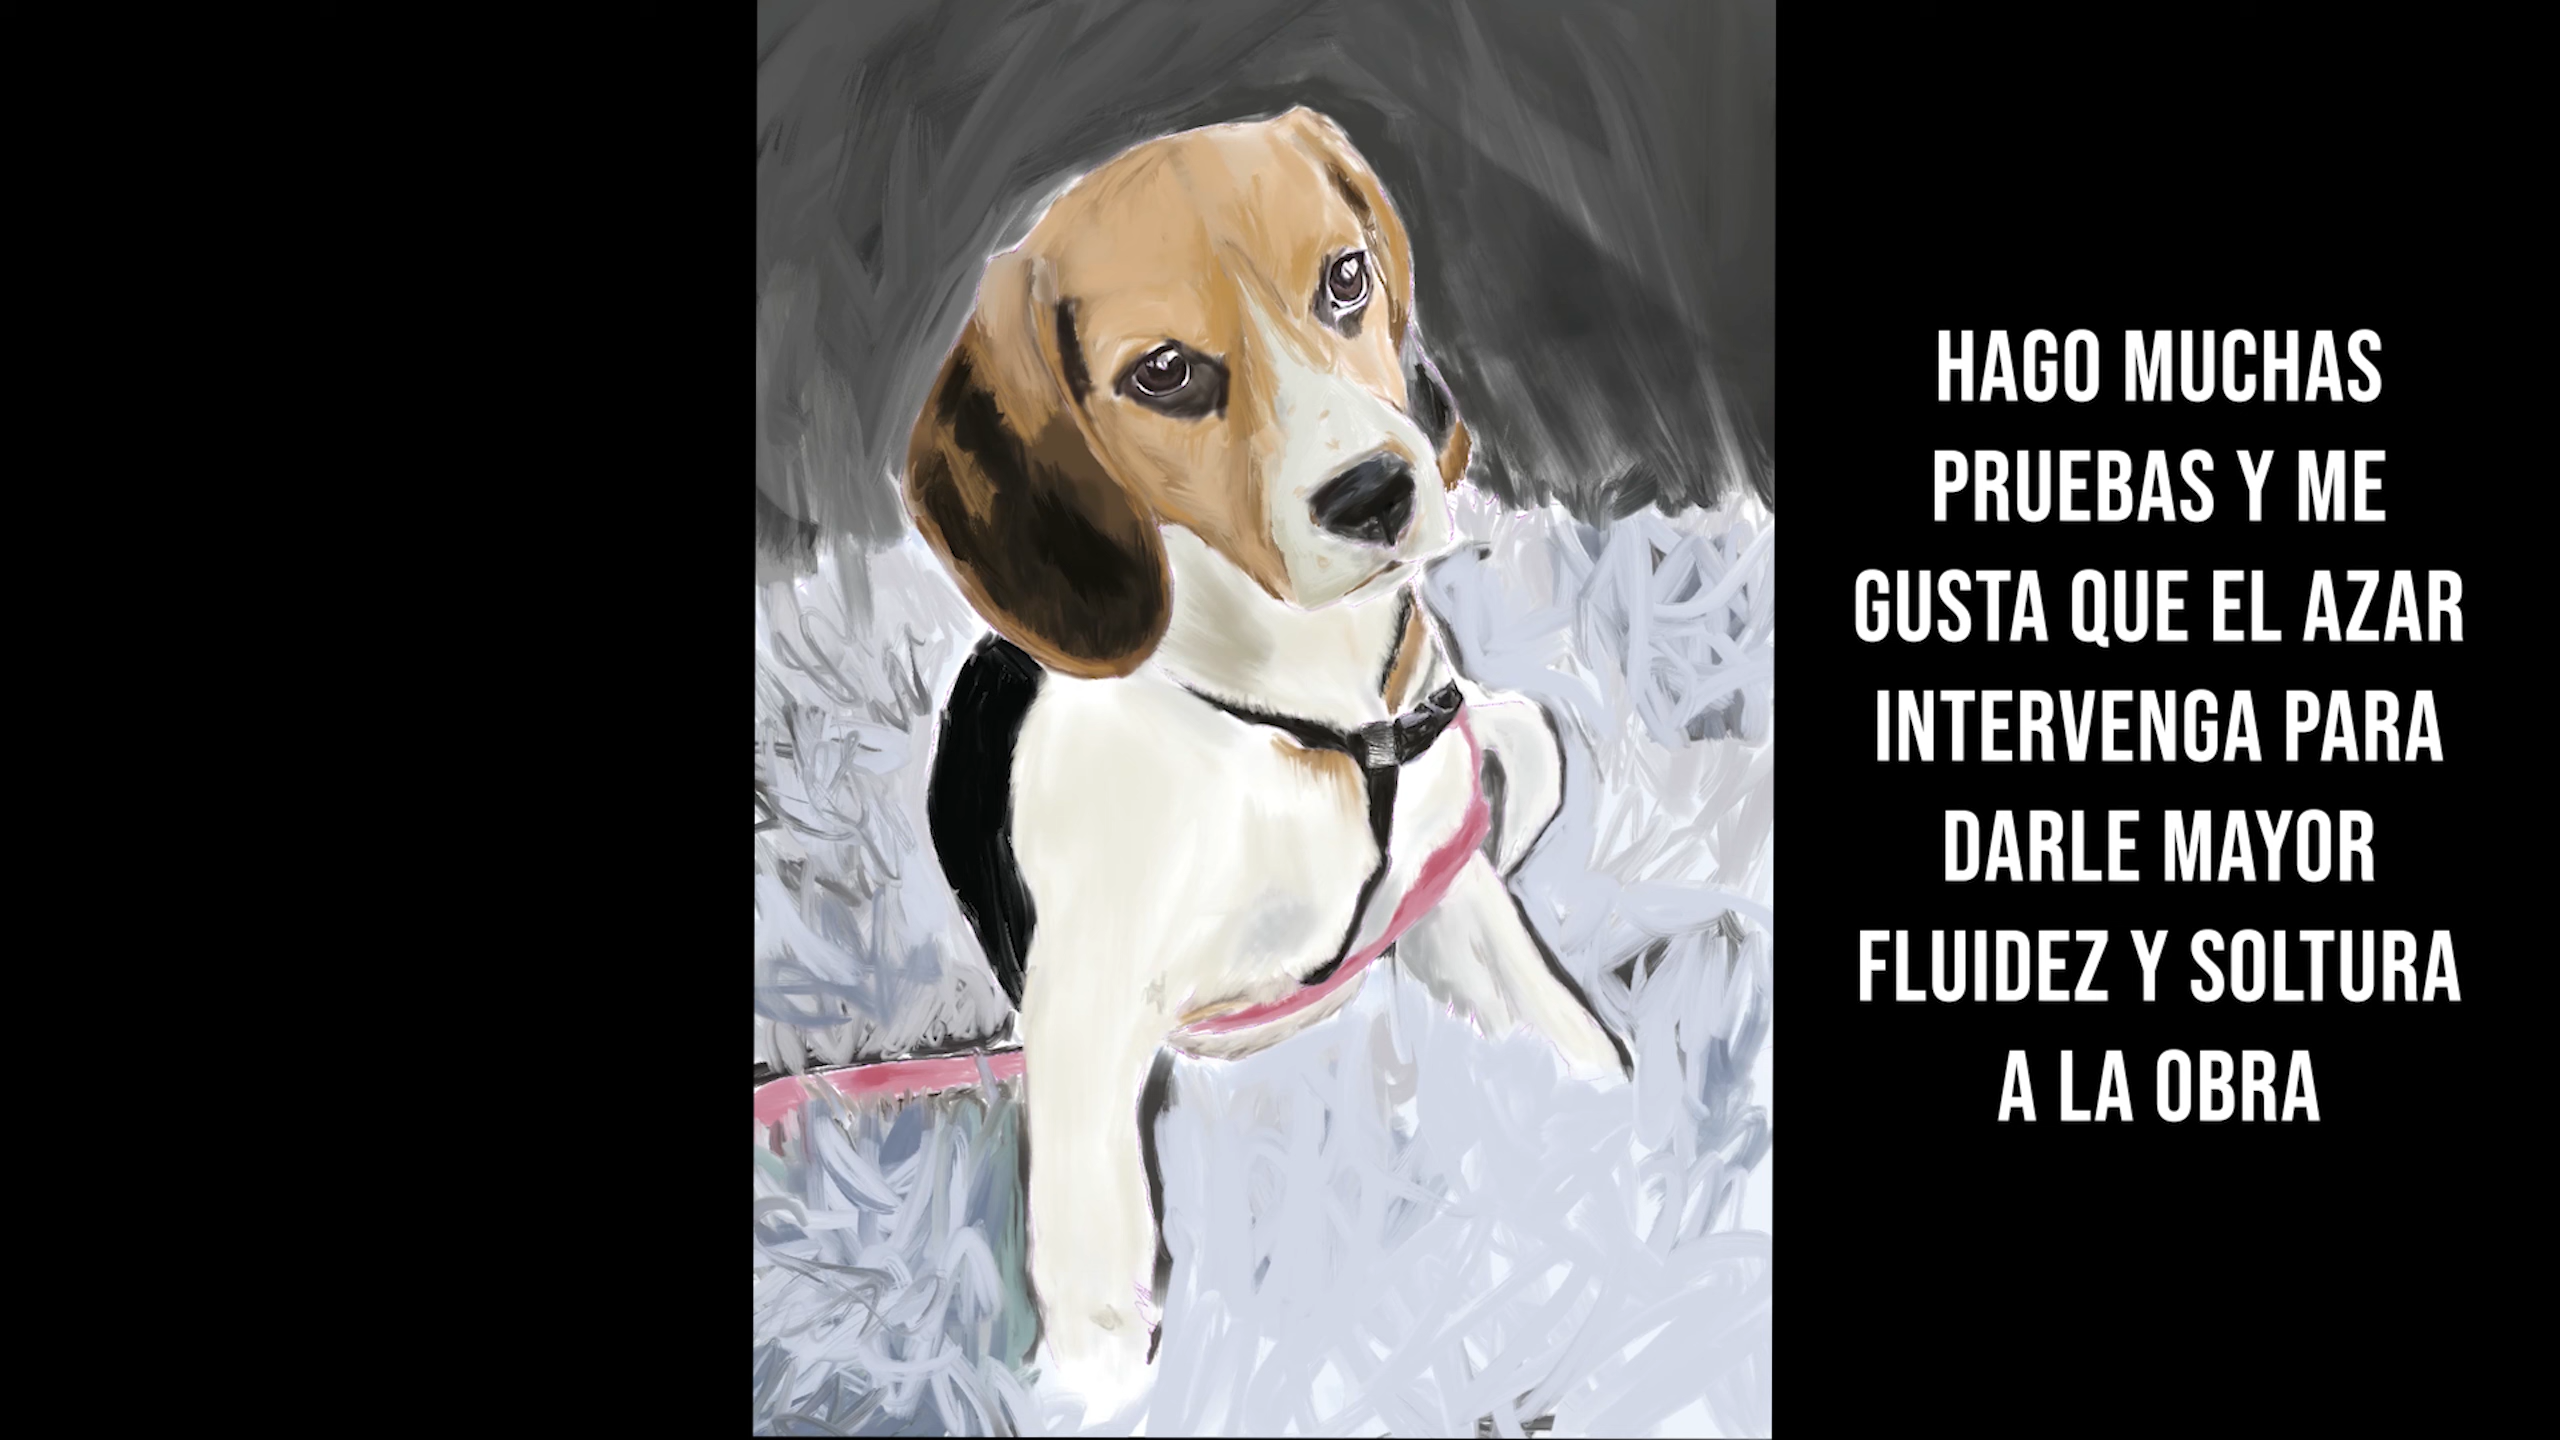 HAGO MUCHAS
PRUEBAS Y ME
GUSTA QUE EL AZAR
INTERVENGA PARA
DARLE MAYOR
FLUIDEZ Y SOLTURA
A LA OBRA